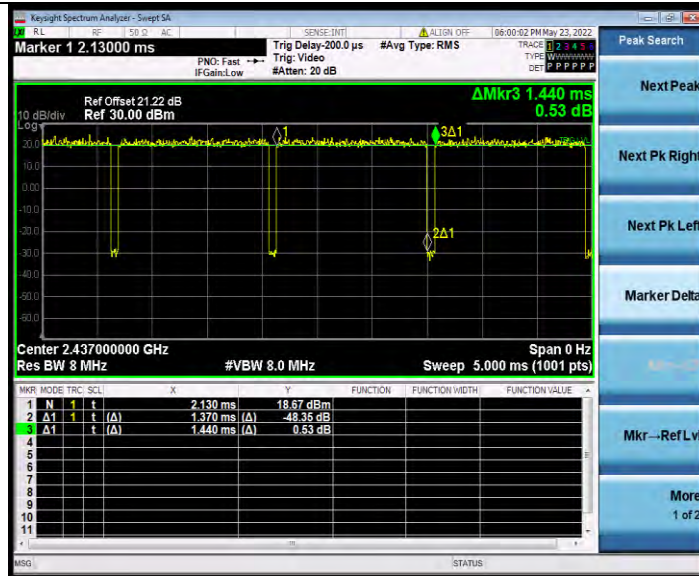 Keysight Spectrum Analyzer - Swept SA
RL RF 50 Ω AC SENSE:INT ALIGN OFF 06:00:02 PM May 23, 2022
Marker 1 2.13000 ms
PNO: Fast
IFGain:Low
Trig Delay-200.0 µs
Trig: Video
#Atten: 20 dB
#Avg Type: RMS
TRACE 1 2 3 4 5 6
TYPE WWWWWW
DET P P P P P P
Peak Search
Ref Offset 21.22 dB
10 dB/div Ref 30.00 dBm
Log
ΔMkr3 1.440 ms
0.53 dB
1
3Δ1
20.0
10.0
0.00
-10.0
-20.0
2Δ1
-30.0
-40.0
-50.0
-60.0
Center 2.437000000 GHz Span 0 Hz
Res BW 8 MHz #VBW 8.0 MHz Sweep 5.000 ms (1001 pts)
MKR MODE TRC SCL X Y FUNCTION FUNCTION WIDTH FUNCTION VALUE
1 N 1 t 2.130 ms 18.67 dBm
2 Δ1 1 t (Δ) 1.370 ms (Δ) -48.35 dB
3 Δ1 t (Δ) 1.440 ms (Δ) 0.53 dB
4
5
6
7
8
9
10
11
MSG STATUS
Next Peak
Next Pk Right
Next Pk Left
Marker Delta
Mkr→Ref Lvl
More
1 of 2